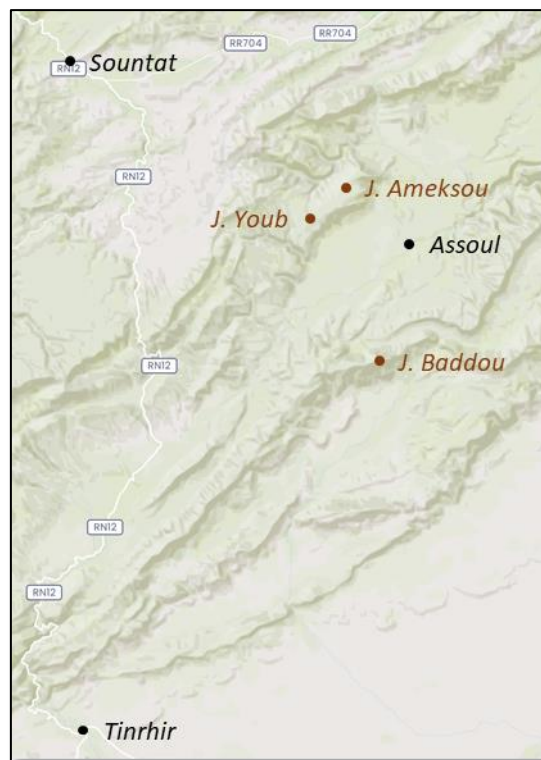 RR704
RR704
Sountat
RN12
RN12
J. Ameksou
J. Youb
Assoul
RN12
J. Baddou
RN12
RN12
Tinrhir